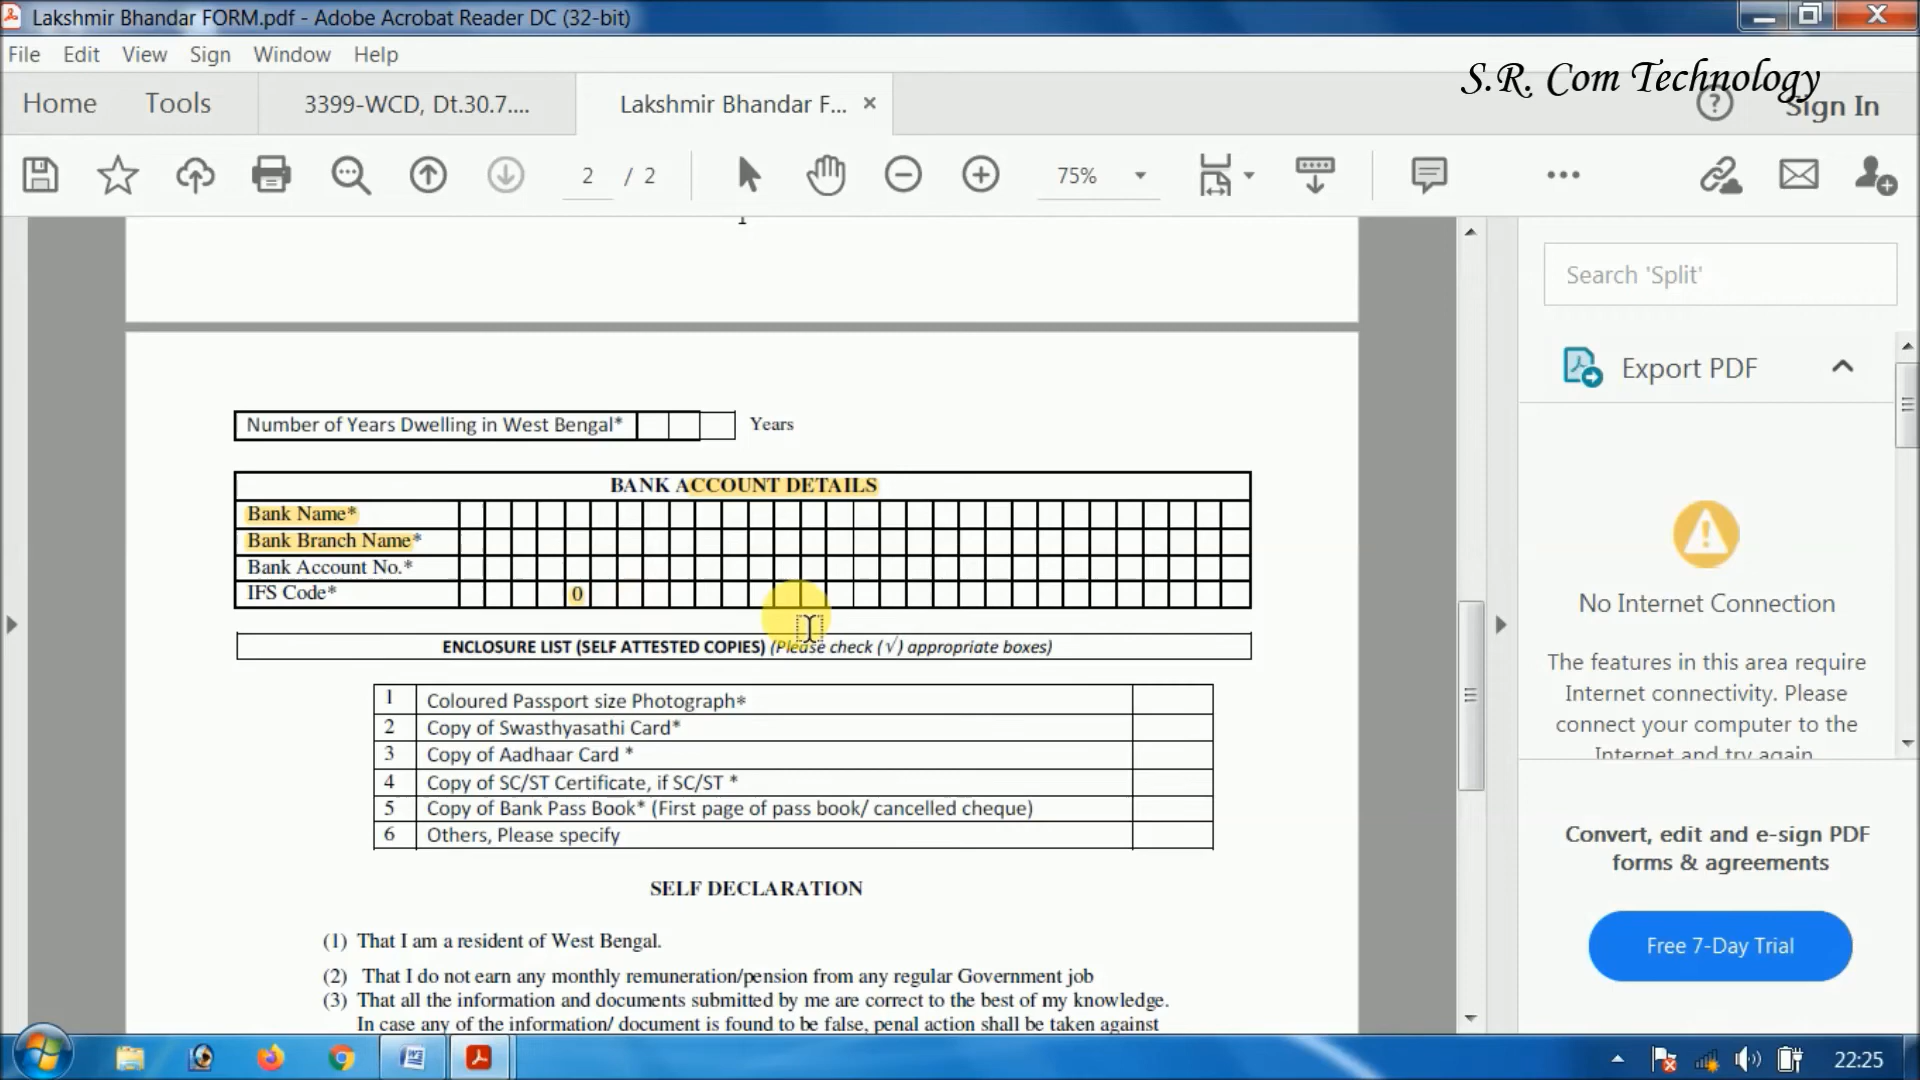 Lakshmir Bhandar FORM.pdf - Adobe Acrobat Reader DC (32-bit)
File Edit View Sign Window Help
S.R. Com Technology
Home Tools 3399-WCD, Dt.30.7.... Lakshmir Bhandar F... Sign In
2 / 2 75%
Search 'Split'
Export PDF
Number of Years Dwelling in West Bengal* Years
BANK ACCOUNT DETAILS
Bank Name*
Bank Branch Name*
Bank Account No.*
IFS Code* 0
ENCLOSURE LIST (SELF ATTESTED COPIES) (Please check (√) appropriate boxes)
1 Coloured Passport size Photograph*
2 Copy of Swasthyasathi Card*
3 Copy of Aadhaar Card *
4 Copy of SC/ST Certificate, if SC/ST *
5 Copy of Bank Pass Book* (First page of pass book/ cancelled cheque)
6 Others, Please specify
SELF DECLARATION
(1) That I am a resident of West Bengal.
(2) That I do not earn any monthly remuneration/pension from any regular Government job
(3) That all the information and documents submitted by me are correct to the best of my knowledge.
In case any of the information/ document is found to be false, penal action shall be taken against
No Internet Connection
The features in this area require
Internet connectivity. Please
connect your computer to the
Internet and try again
Convert, edit and e-sign PDF
forms & agreements
Free 7-Day Trial
22:25